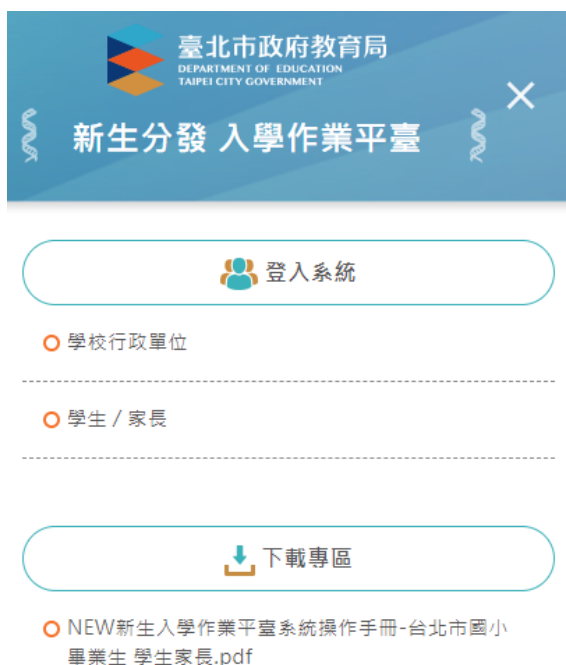 臺北市政府教育局
DEPARTMENT OF EDUCATION
TAIPEI CITY GOVERNMENT
新生分發 入學作業平臺
登入系統
學校行政單位
學生 / 家長
下載專區
NEW新生入學作業平臺系統操作手冊-台北市國小
畢業生 學生家長.pdf